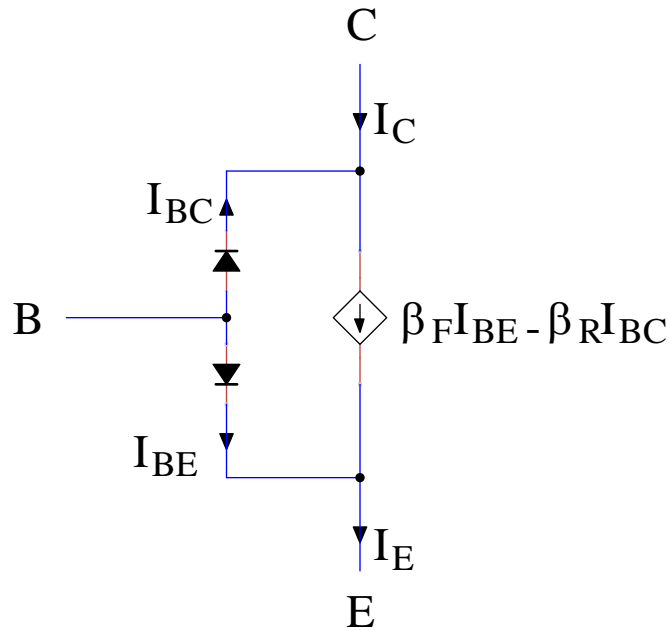 C
I_C
I_BC
B
β_F I_BE - β_R I_BC
I_BE
I_E
E